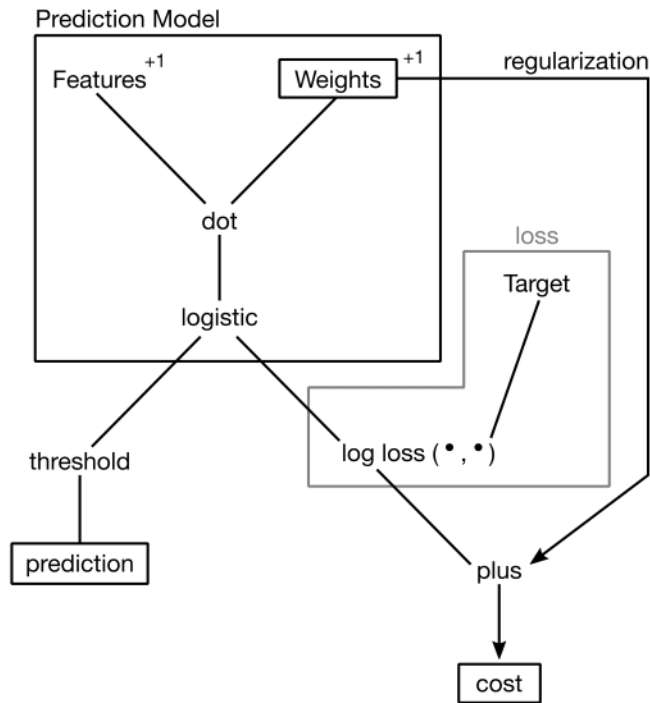 Prediction Model
Features+1
Weights+1
regularization
dot
loss
Target
logistic
log loss (•,•)
threshold
prediction
plus
cost